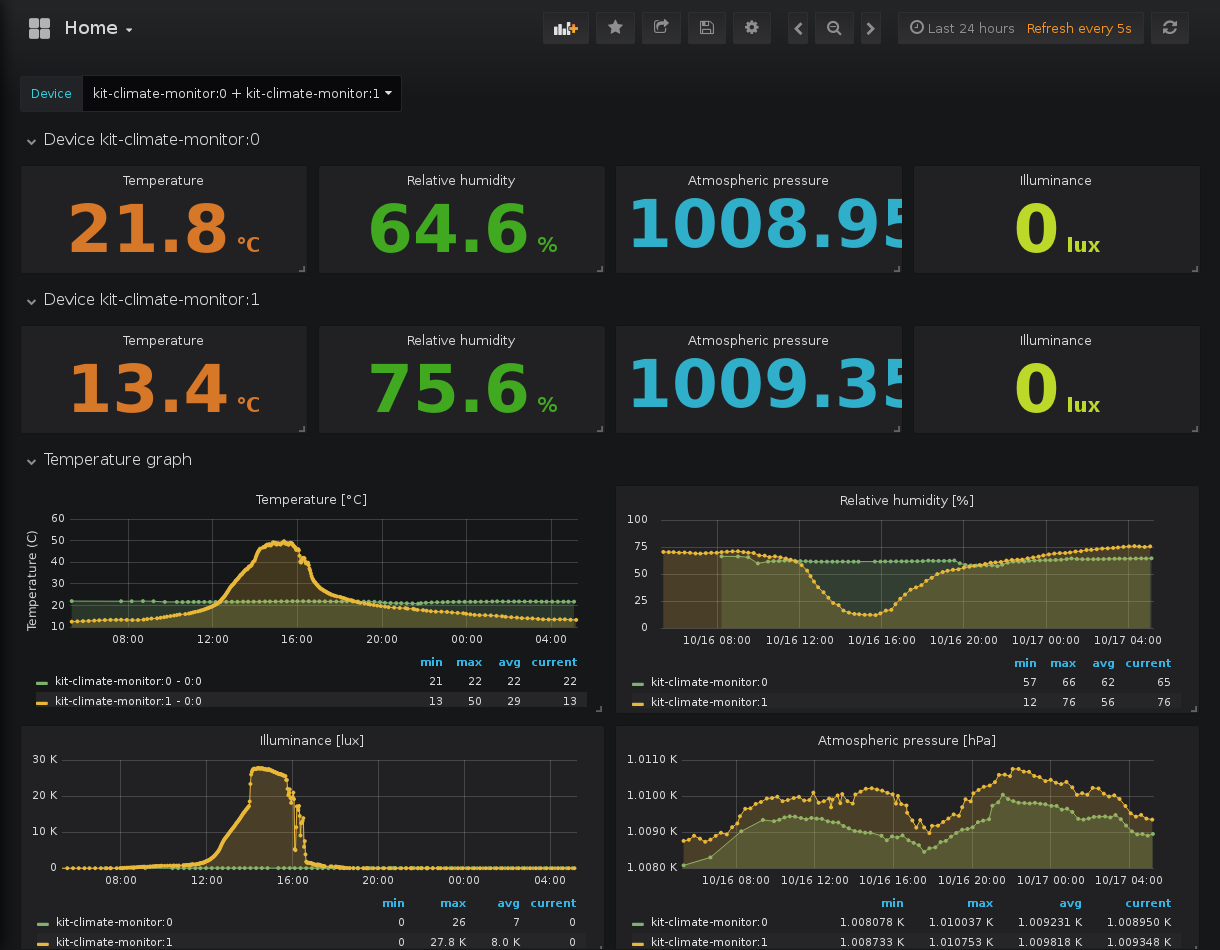 Home
Last 24 hours Refresh every 5s
Device kit-climate-monitor:0 + kit-climate-monitor:1
Device kit-climate-monitor:0
Temperature Relative humidity Atmospheric pressure Illuminance
21.8 °C 64.6 % 1008.95 0 lux
Device kit-climate-monitor:1
Temperature Relative humidity Atmospheric pressure Illuminance
13.4 °C 75.6 % 1009.35 0 lux
Temperature graph
Temperature [°C]
Temperature (C)
60
50
40
30
20
10
08:00 12:00 16:00 20:00 00:00 04:00
min max avg current
kit-climate-monitor:0 - 0:0 21 22 22 22
kit-climate-monitor:1 - 0:0 13 50 29 13
Relative humidity [%]
100
75
50
25
0
10/16 08:00 10/16 12:00 10/16 16:00 10/16 20:00 10/17 00:00 10/17 04:00
min max avg current
kit-climate-monitor:0 57 66 62 65
kit-climate-monitor:1 12 76 56 76
Illuminance [lux]
30 K
20 K
10 K
0
08:00 12:00 16:00 20:00 00:00 04:00
min max avg current
kit-climate-monitor:0 0 26 7 0
kit-climate-monitor:1 0 27.8 K 8.0 K 0
Atmospheric pressure [hPa]
1.0110 K
1.0100 K
1.0090 K
1.0080 K
10/16 08:00 10/16 12:00 10/16 16:00 10/16 20:00 10/17 00:00 10/17 04:00
min max avg current
kit-climate-monitor:0 1.008078 K 1.010037 K 1.009231 K 1.008950 K
kit-climate-monitor:1 1.008733 K 1.010753 K 1.009818 K 1.009348 K